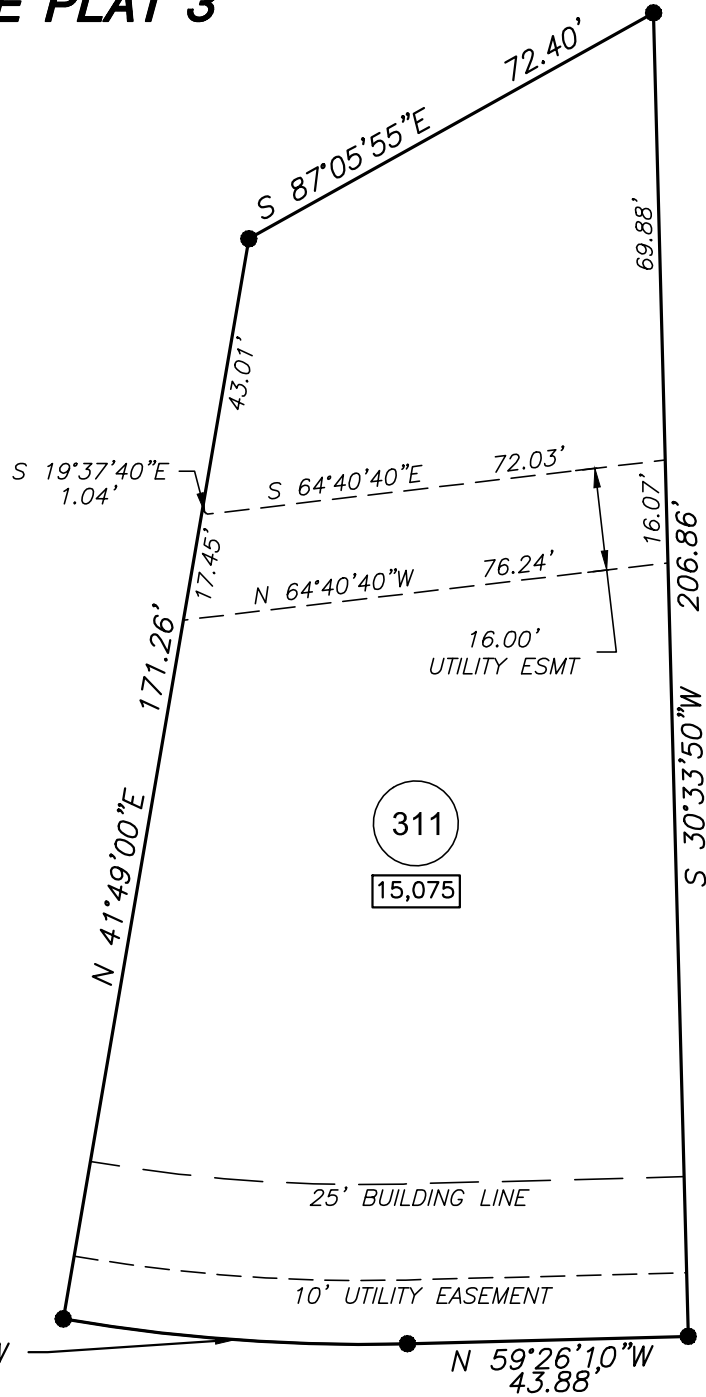 E PLAT 3
72.40'
S 87°05'55"E
69.88'
43.01'
S 19°37'40"E
1.04'
S 64°40'40"E 72.03'
16.07'
17.45'
N 64°40'40"W 76.24'
206.86'
171.26'
16.00'
UTILITY ESMT
S 30°33'50"W
N 41°49'00"E
311
15,075
25' BUILDING LINE
10' UTILITY EASEMENT
W
N 59°26'10"W
43.88'